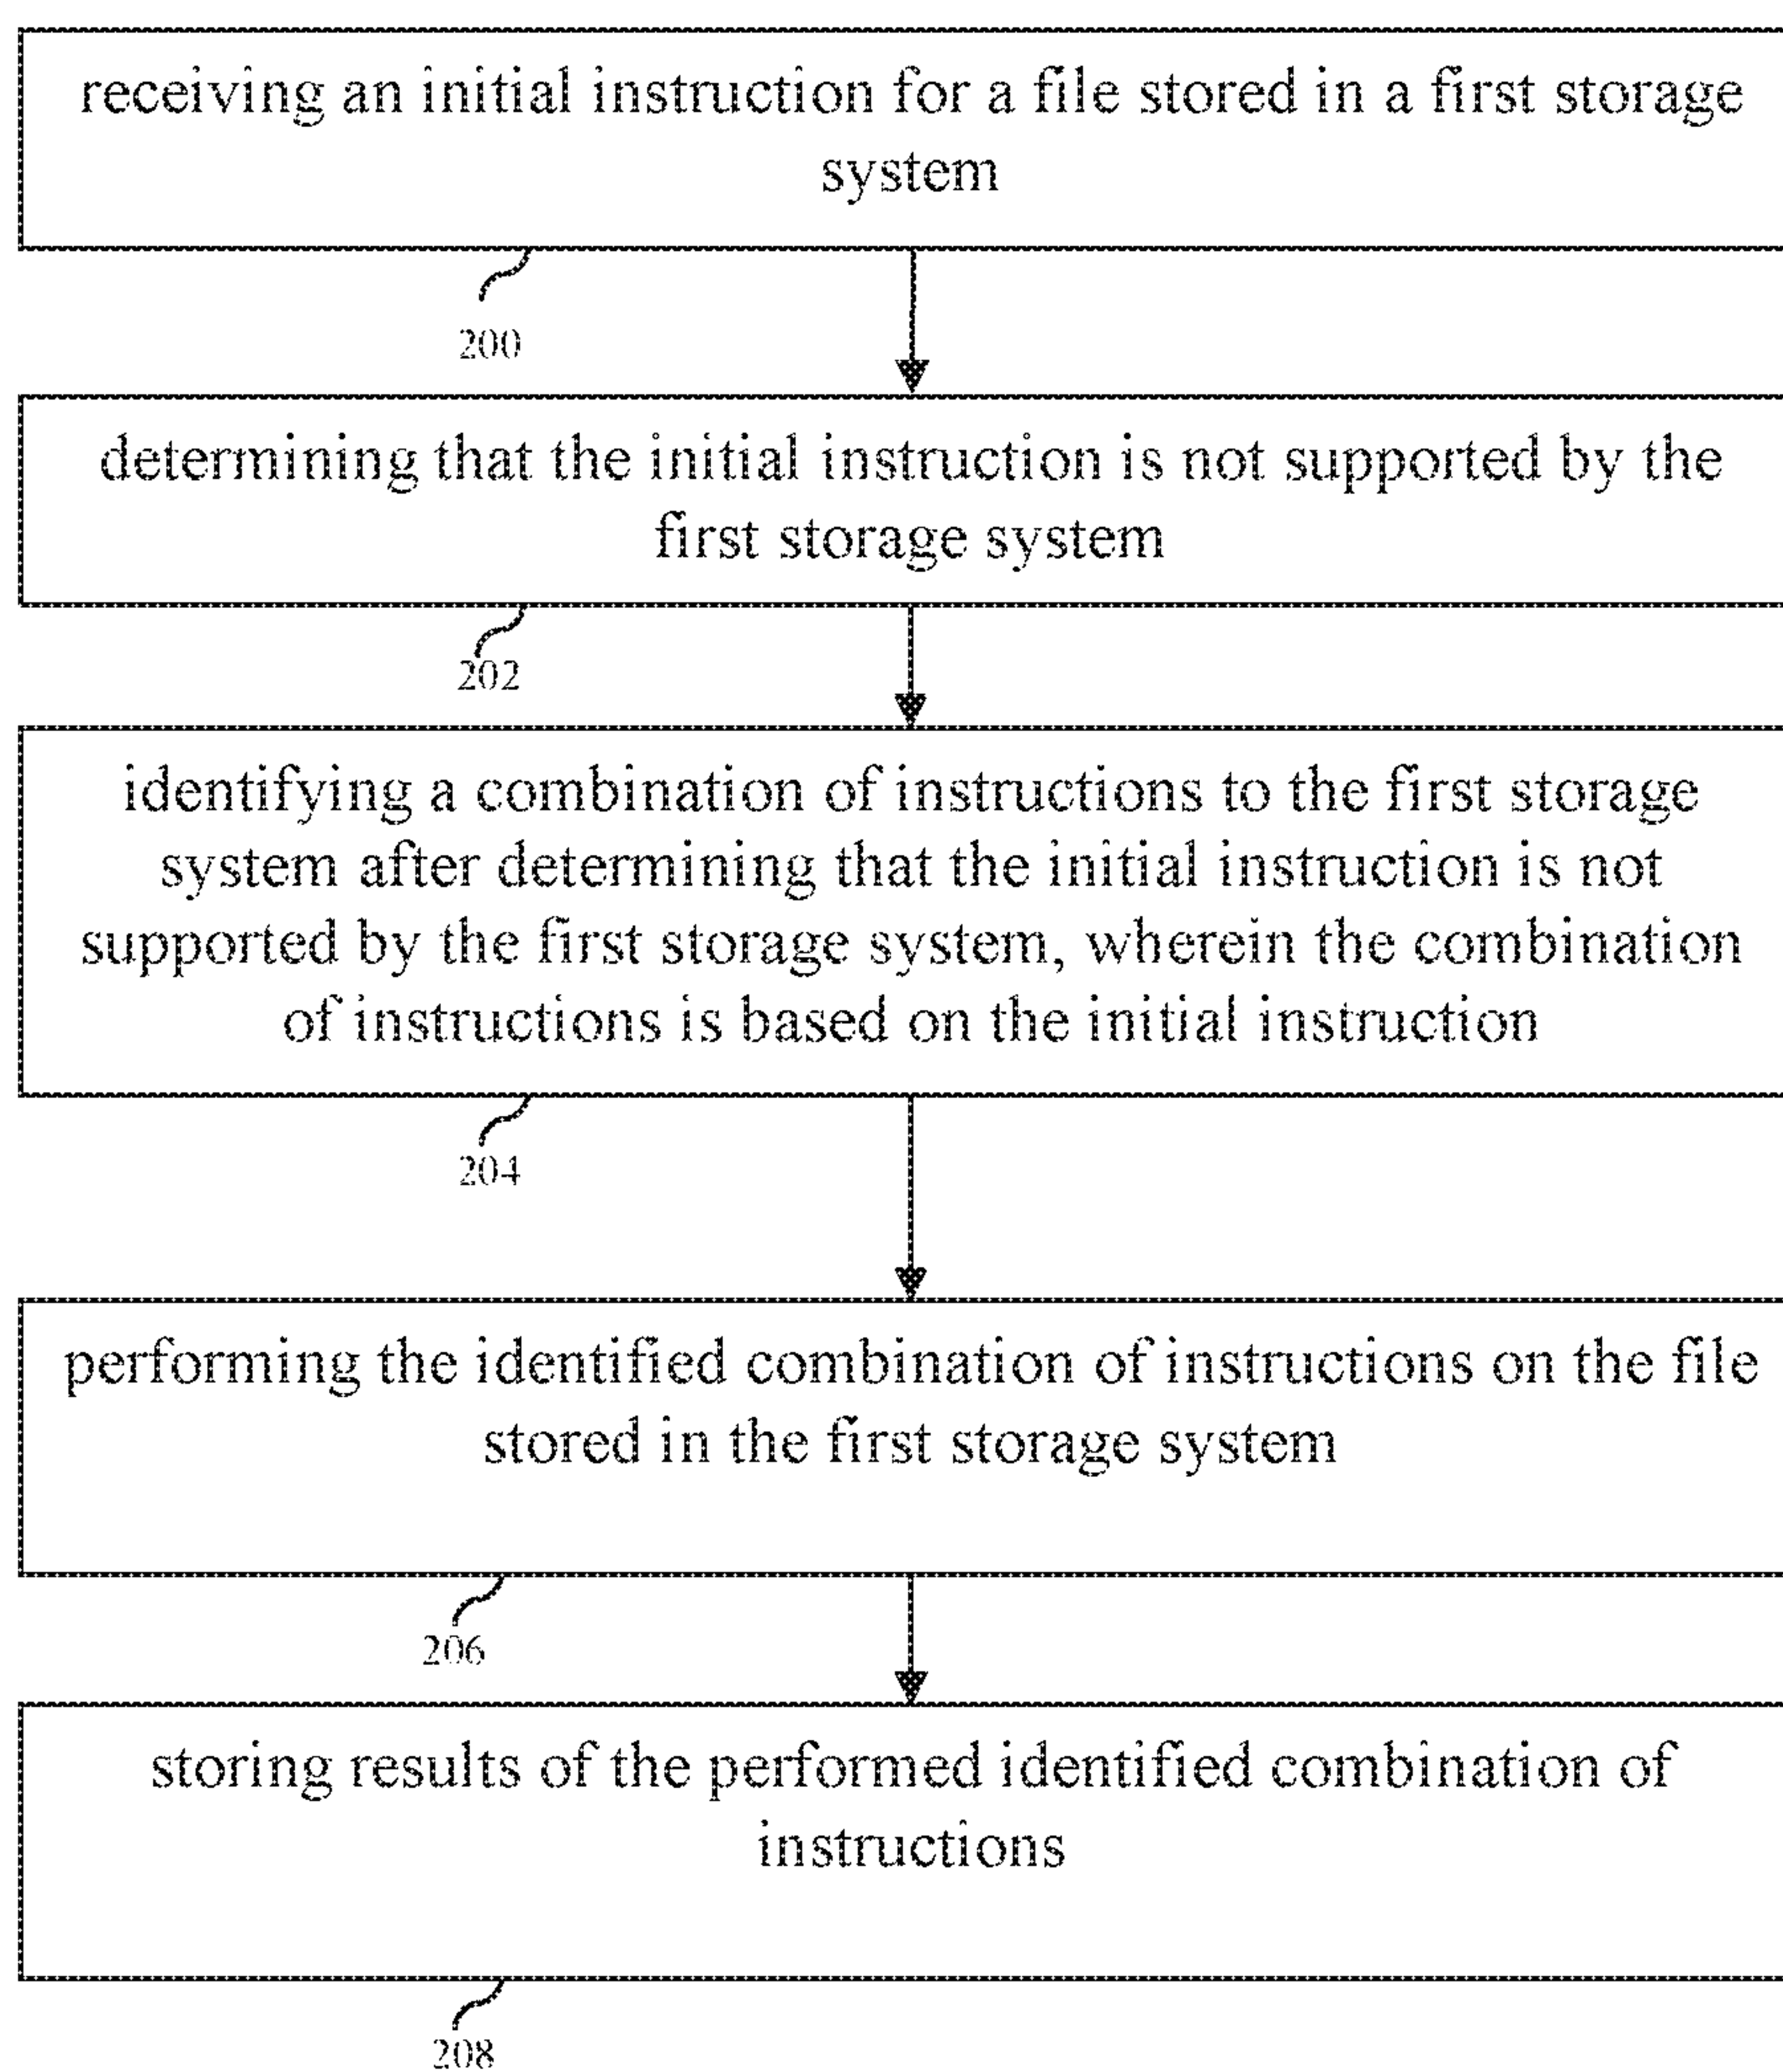 receiving an initial instruction for a file stored in a first storage
system
200
determining that the initial instruction is not supported by the
first storage system
202
identifying a combination of instructions to the first storage
system after determining that the initial instruction is not
supported by the first storage system, wherein the combination
of instructions is based on the initial instruction
204
performing the identified combination of instructions on the file
stored in the first storage system
206
storing results of the performed identified combination of
instructions
208